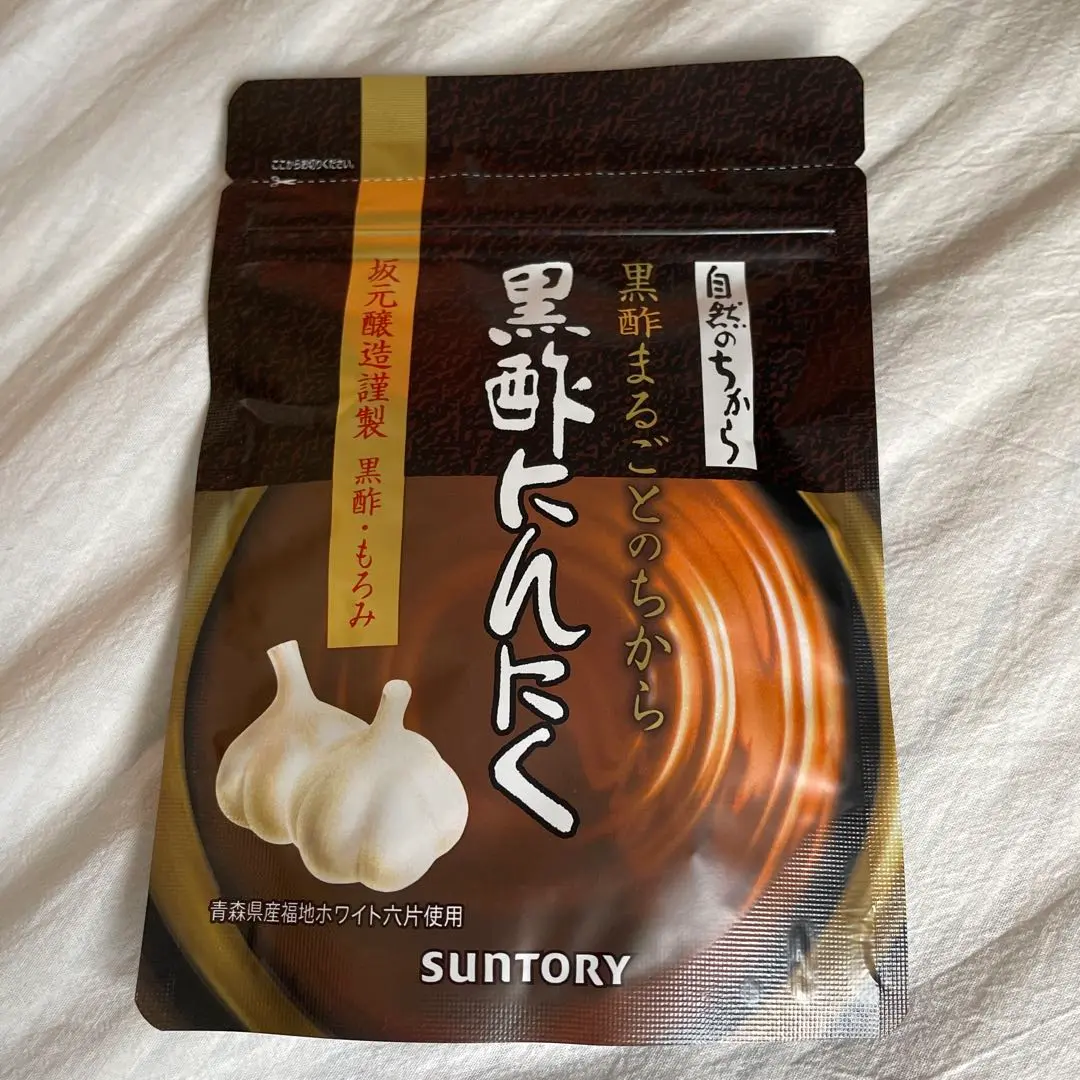 ここからお切りください。
自然のちから
黒酢まるごとのちから
黒酢にんにく
坂元醸造謹製 黒酢・もろみ
青森県産福地ホワイト六片使用
SUNTORY